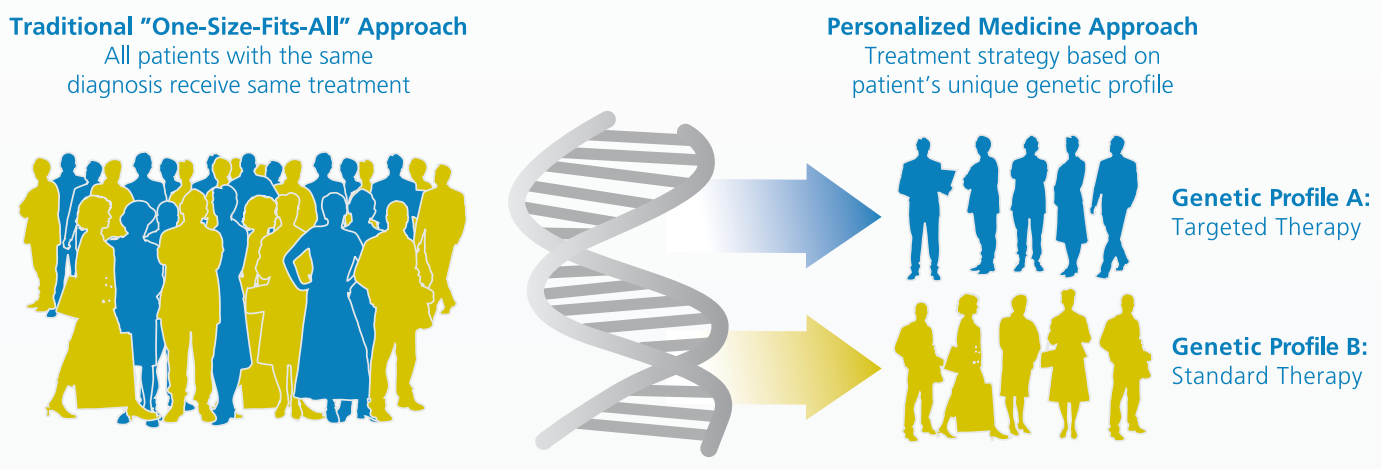 Traditional ”One-Size-Fits-All” Approach
All patients with the same
diagnosis receive same treatment
Personalized Medicine Approach
Treatment strategy based on
patient’s unique genetic profile
Genetic Profile A:
Targeted Therapy
Genetic Profile B:
Standard Therapy